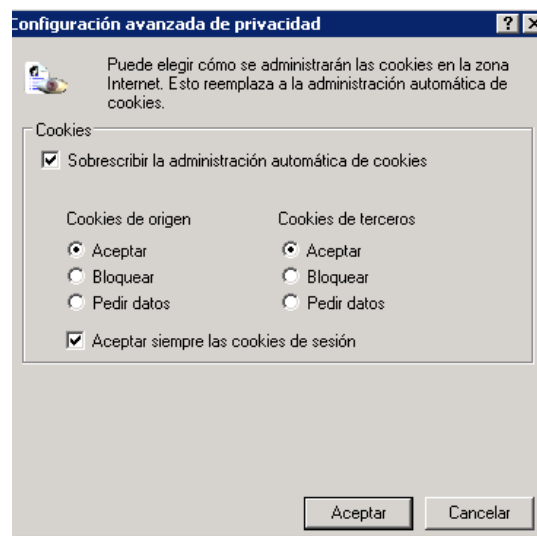 Configuración avanzada de privacidad
Puede elegir cómo se administrarán las cookies en la zona
Internet. Esto reemplaza a la administración automática de
cookies.
Cookies
Sobrescribir la administración automática de cookies
Cookies de origen Cookies de terceros
Aceptar Aceptar
Bloquear Bloquear
Pedir datos Pedir datos
Aceptar siempre las cookies de sesión
Aceptar Cancelar